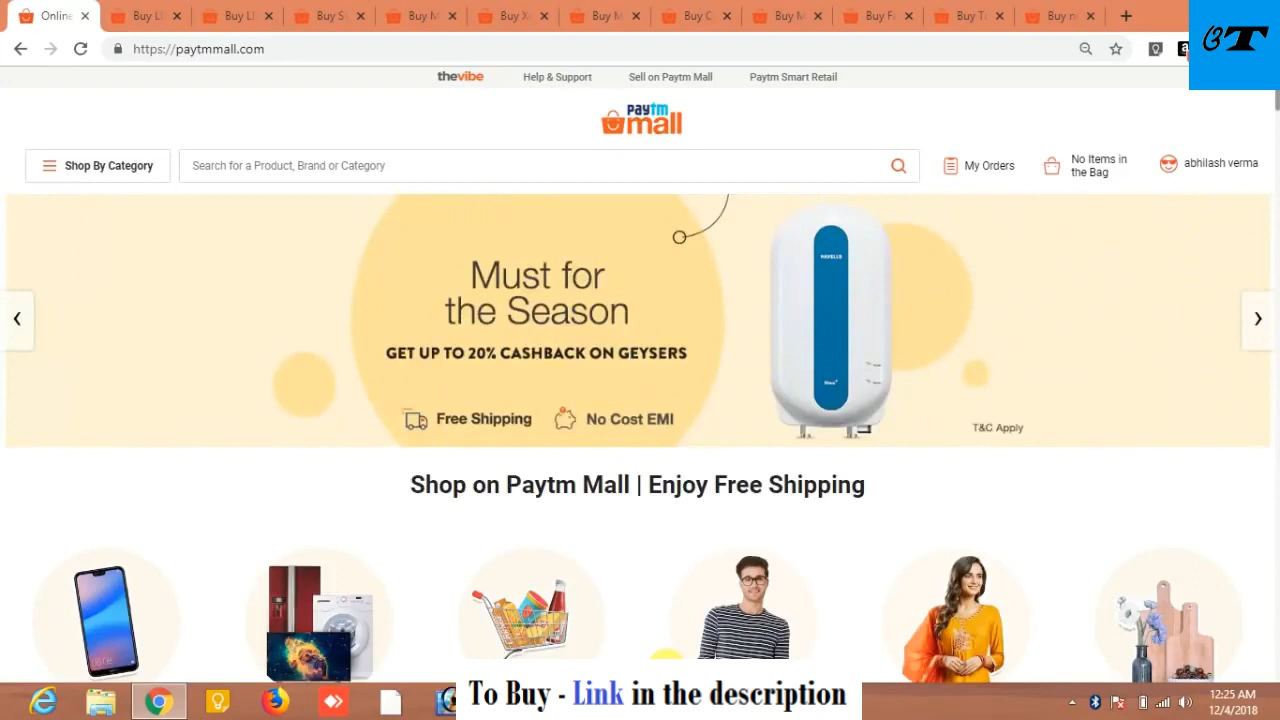 Online
Buy LE
Buy LE
Buy S
Buy M
Buy X
Buy M
Buy C
Buy M
Buy Fa
Buy T
Buy n
https://paytmmall.com
thevibe
Help & Support
Sell on Paytm Mall
Paytm Smart Retail
paytm
mall
Shop By Category
Search for a Product, Brand or Category
My Orders
No Items in
the Bag
abhilash verma
Must for
the Season
GET UP TO 20% CASHBACK ON GEYSERS
Free Shipping
No Cost EMI
HAVELLS
T&C Apply
Shop on Paytm Mall | Enjoy Free Shipping
To Buy - Link in the description
12:25 AM
12/4/2018